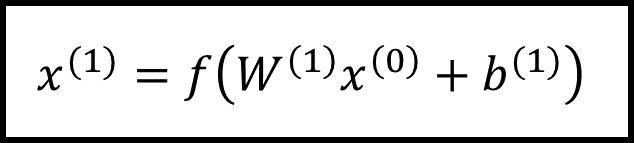 x⁽¹⁾ = f(W⁽¹⁾x⁽⁰⁾ + b⁽¹⁾)